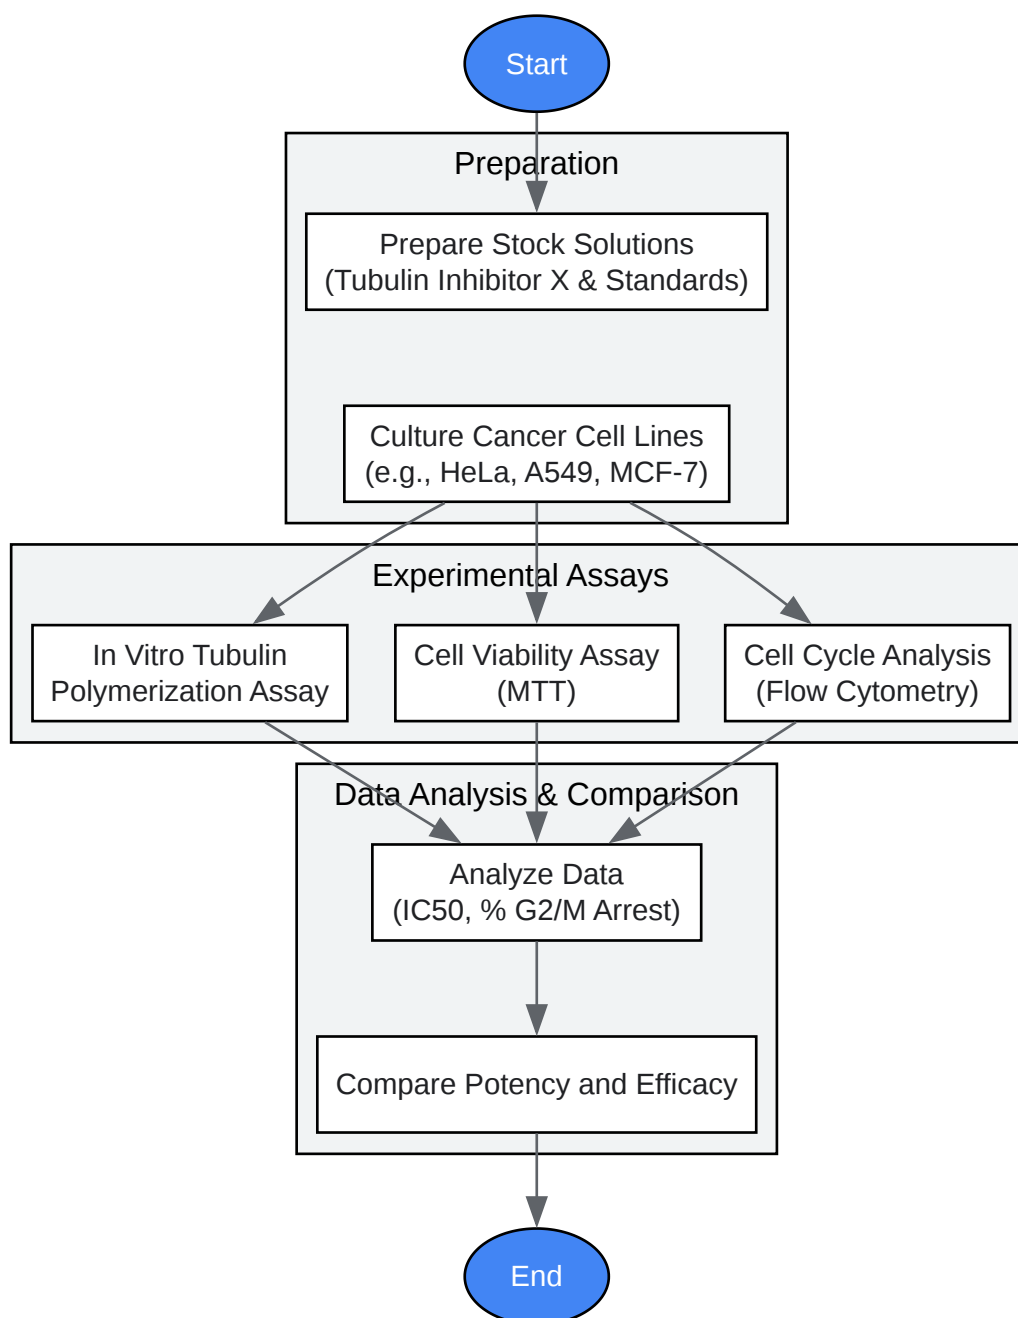 Start
Preparation
Prepare Stock Solutions
(Tubulin Inhibitor X & Standards)
Culture Cancer Cell Lines
(e.g., HeLa, A549, MCF-7)
Experimental Assays
In Vitro Tubulin
Polymerization Assay
Cell Viability Assay
(MTT)
Cell Cycle Analysis
(Flow Cytometry)
Data Analysis & Comparison
Analyze Data
(IC50, % G2/M Arrest)
Compare Potency and Efficacy
End